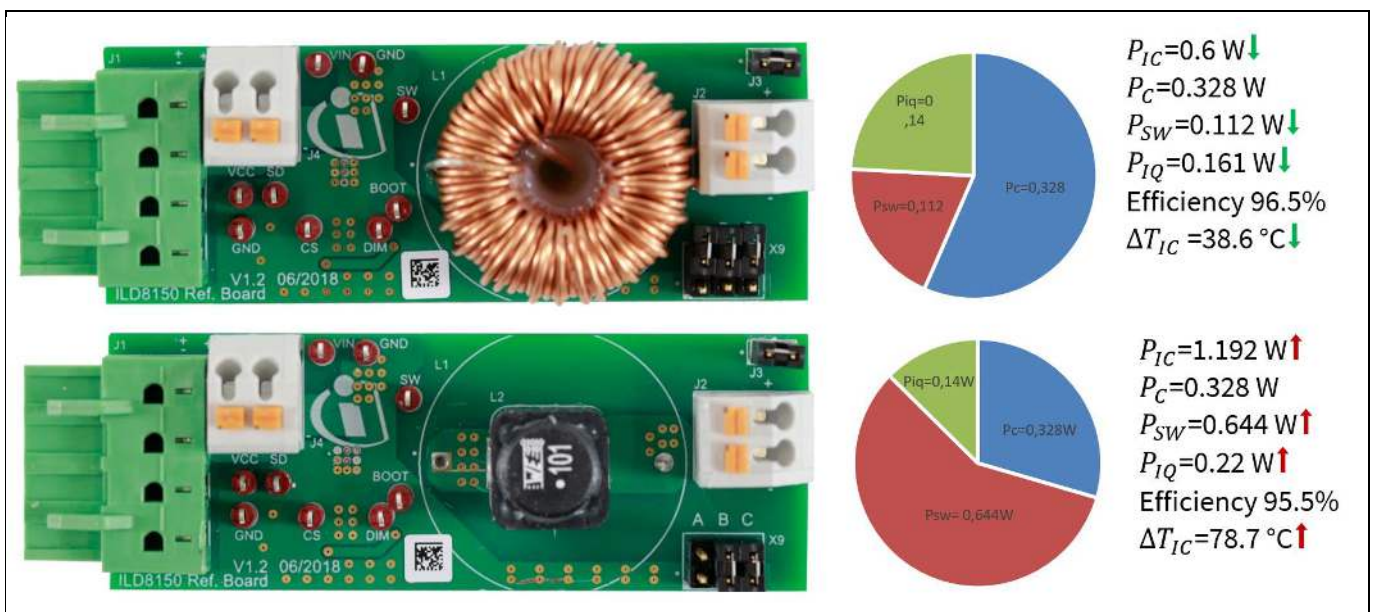 J1
+ -
VIN
GND
L1
J3
SW
J2
+
J4
VCC
SD
BOOT
GND
CS
DIM
X9
V1.2 06/2018
ILD8150 Ref. Board
Piq=0
,14
Psw=0,112
Pc=0,328
P_IC=0.6 W↓
P_C=0.328 W
P_SW=0.112 W↓
P_IQ=0.161 W↓
Efficiency 96.5%
ΔT_IC =38.6 °C↓
J1
+ -
VIN
GND
L1
J3
SW
L2
J2
+
J4
VCC
SD
BOOT
101
GND
CS
DIM
A B C
X9
V1.2 06/2018
ILD8150 Ref. Board
Piq=0,14W
Pc=0,328W
Psw= 0,644W
P_IC=1.192 W↑
P_C=0.328 W
P_SW=0.644 W↑
P_IQ=0.22 W↑
Efficiency 95.5%
ΔT_IC=78.7 °C↑